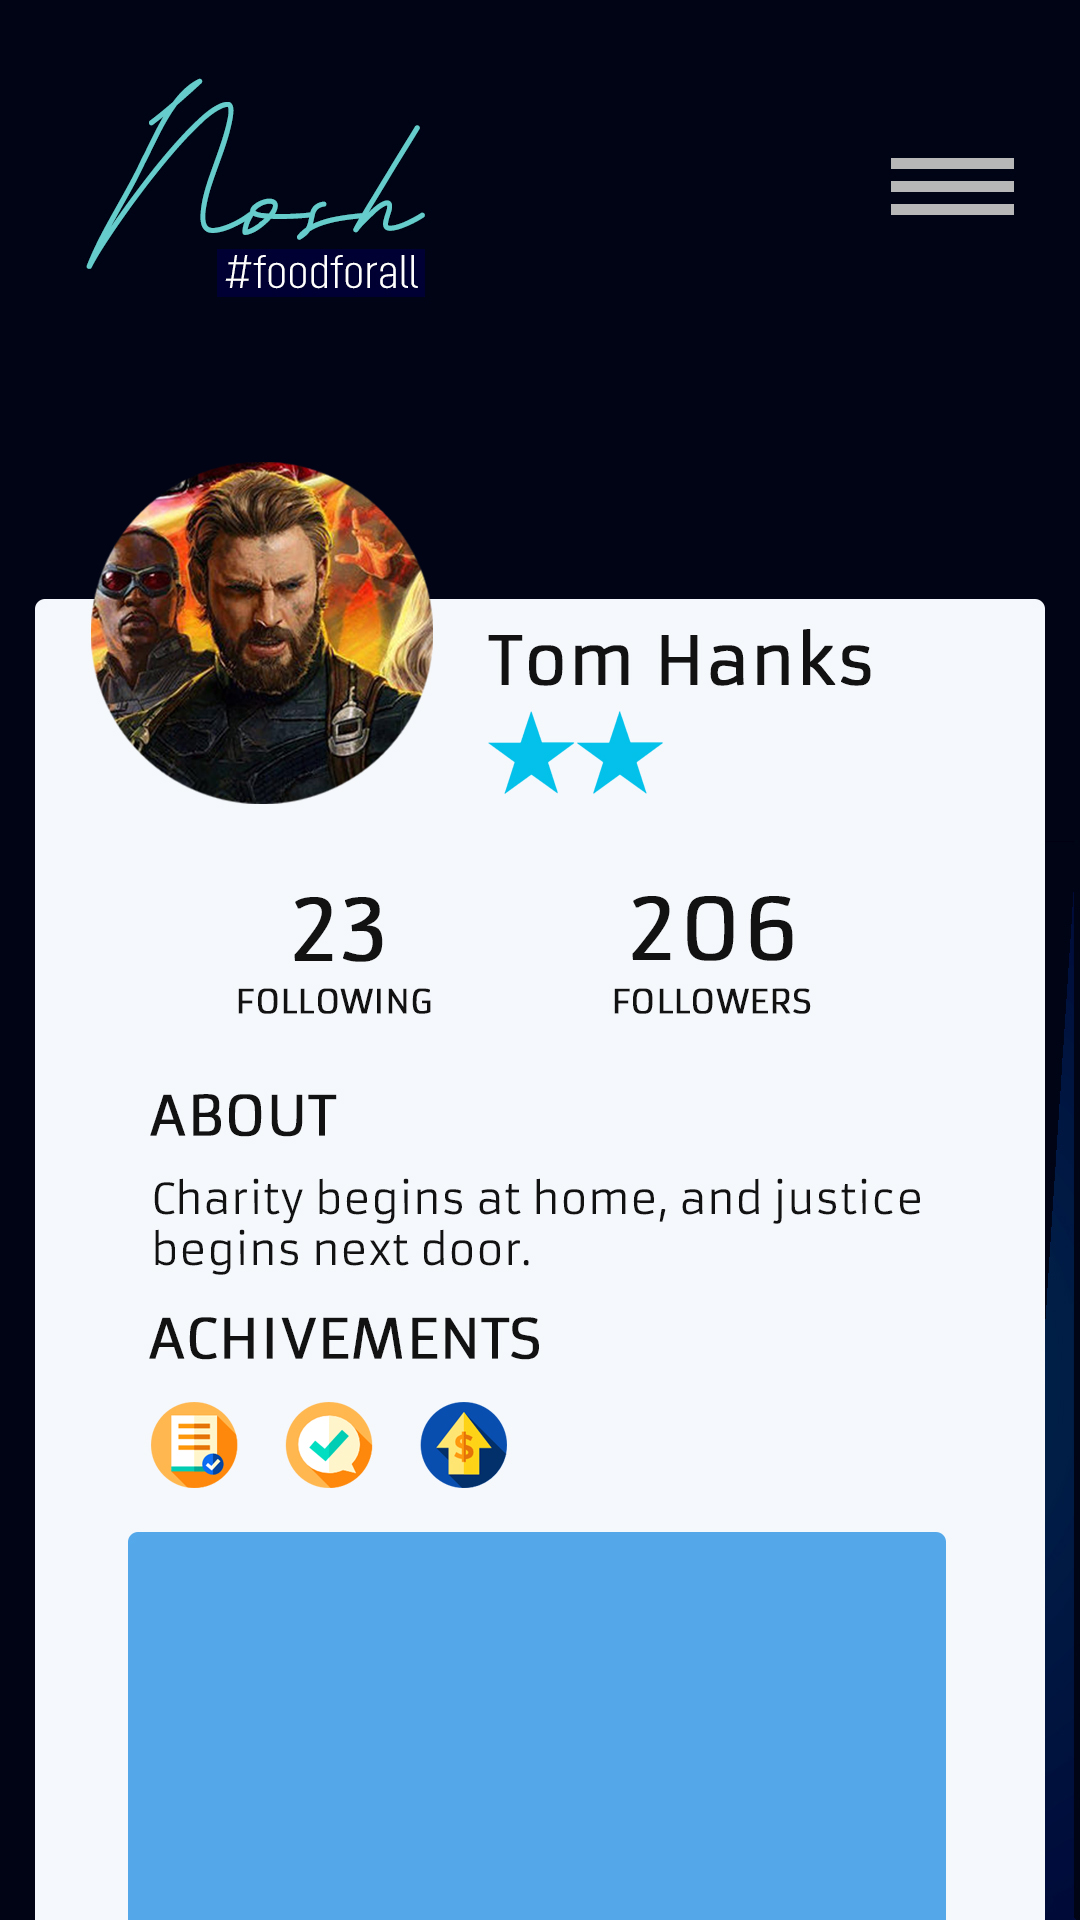 Nosh
#foodforall
Tom Hanks
23
206
FOLLOWING
FOLLOWERS
ABOUT
Charity begins at home, and justice
begins next door.
ACHIVEMENTS
$